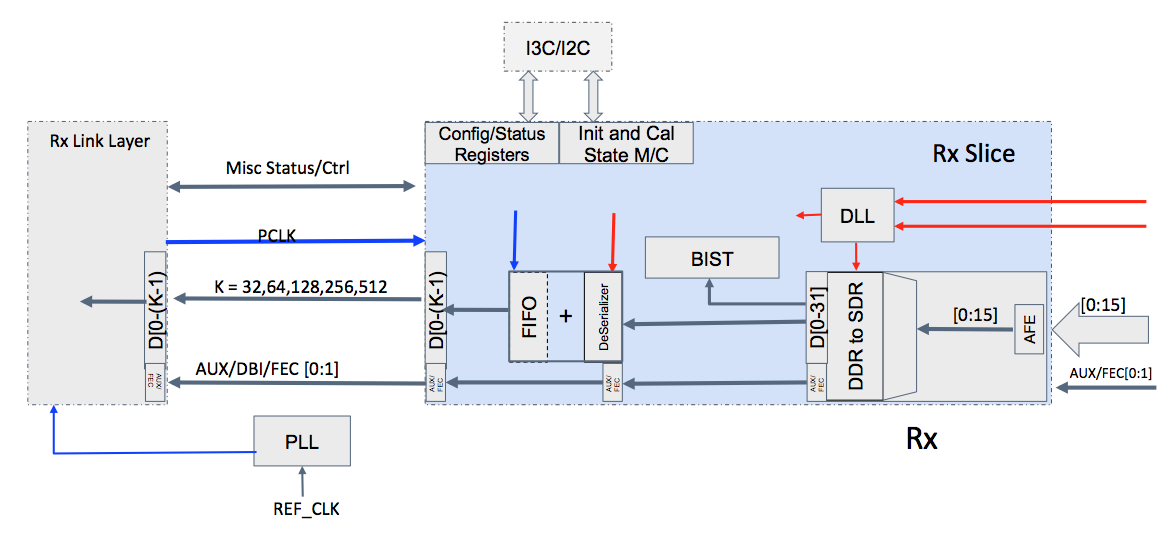 I3C/I2C
Rx Link Layer
Config/Status
Registers
Init and Cal
State M/C
Rx Slice
Misc Status/Ctrl
DLL
PCLK
BIST
D[0-(K-1)
K = 32,64,128,256,512
D[0-(K-1)
FIFO
+
DeSerializer
D[0-31]
DDR to SDR
[0:15]
AFE
[0:15]
AUX/DBI/FEC [0:1]
AUX/
FEC
AUX/
FEC
AUX/
FEC
AUX/
FEC
AUX/FEC[0:1]
PLL
Rx
REF_CLK